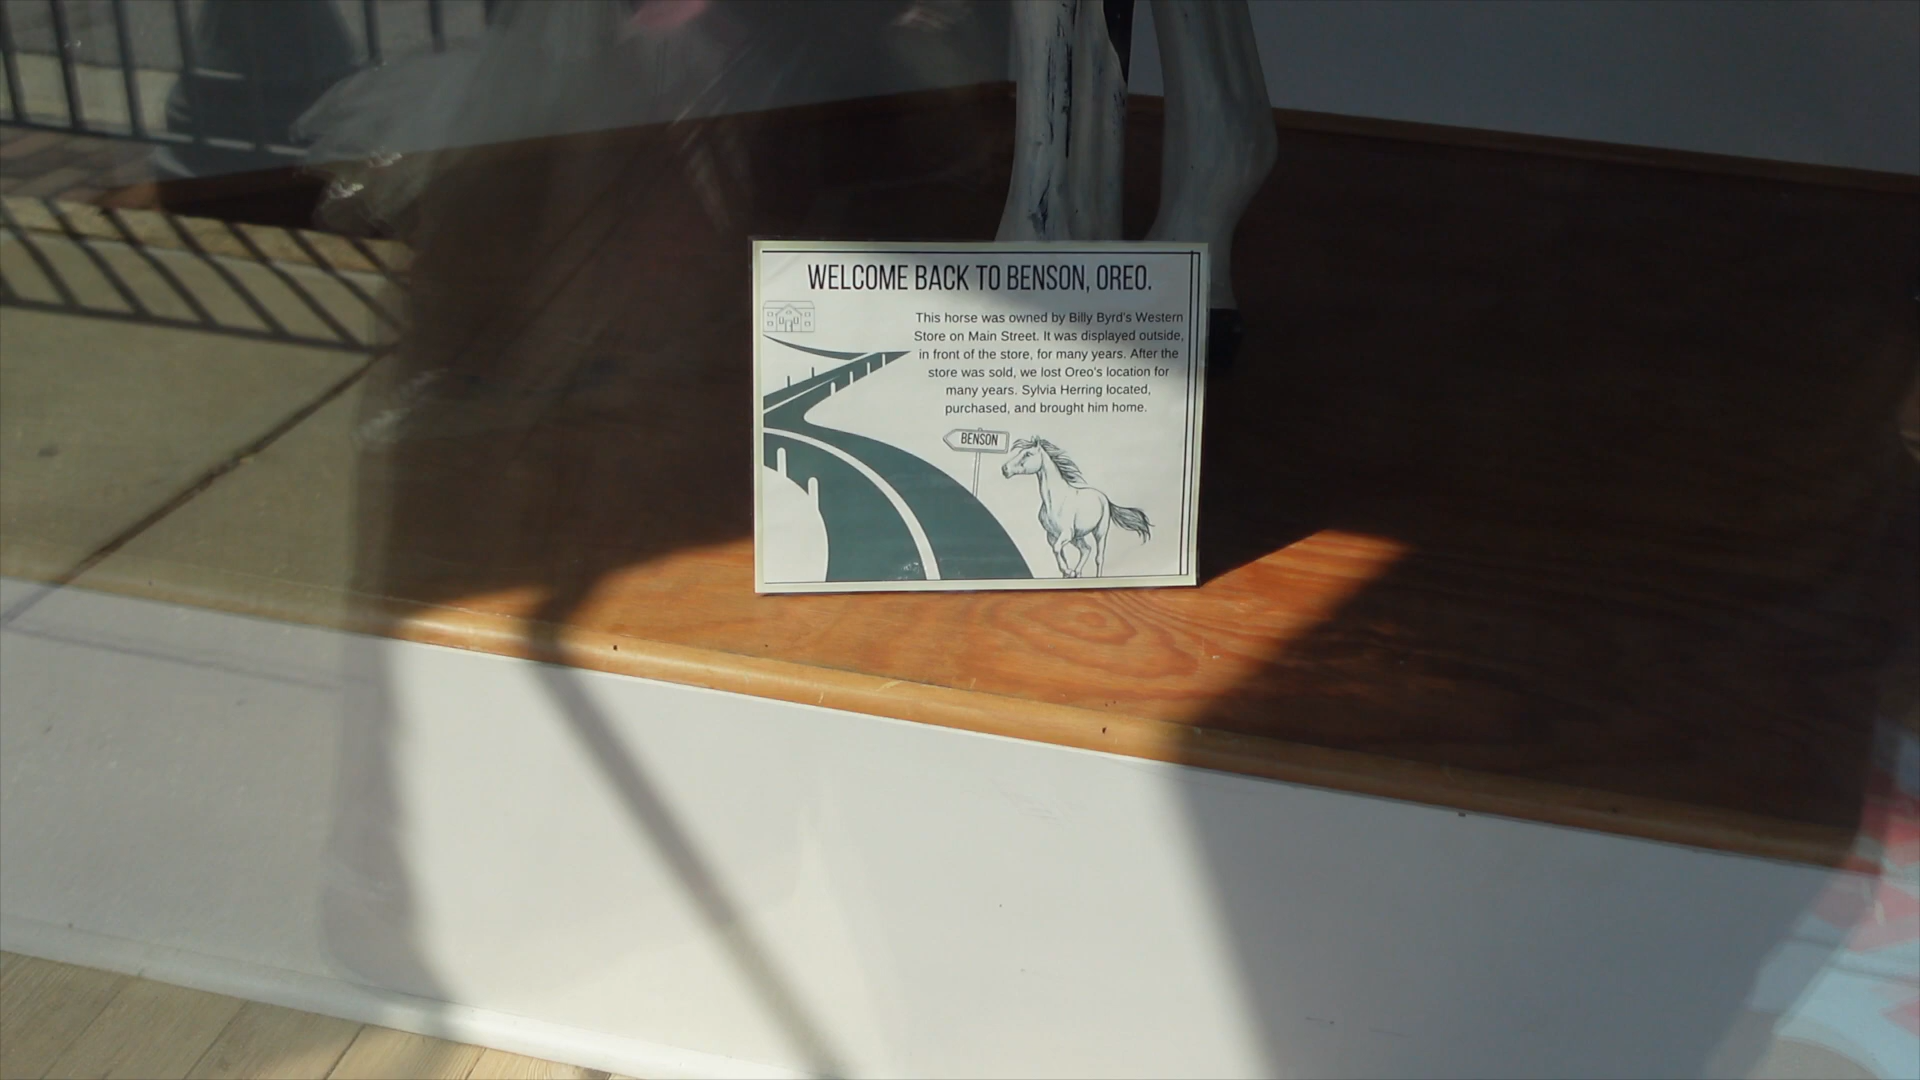 WELCOME BACK TO BENSON, OREO.
This horse was owned by Billy Byrd's Western
Store on Main Street. It was displayed outside,
in front of the store, for many years. After the
store was sold, we lost Oreo's location for
many years. Sylvia Herring located,
purchased, and brought him home.
BENSON